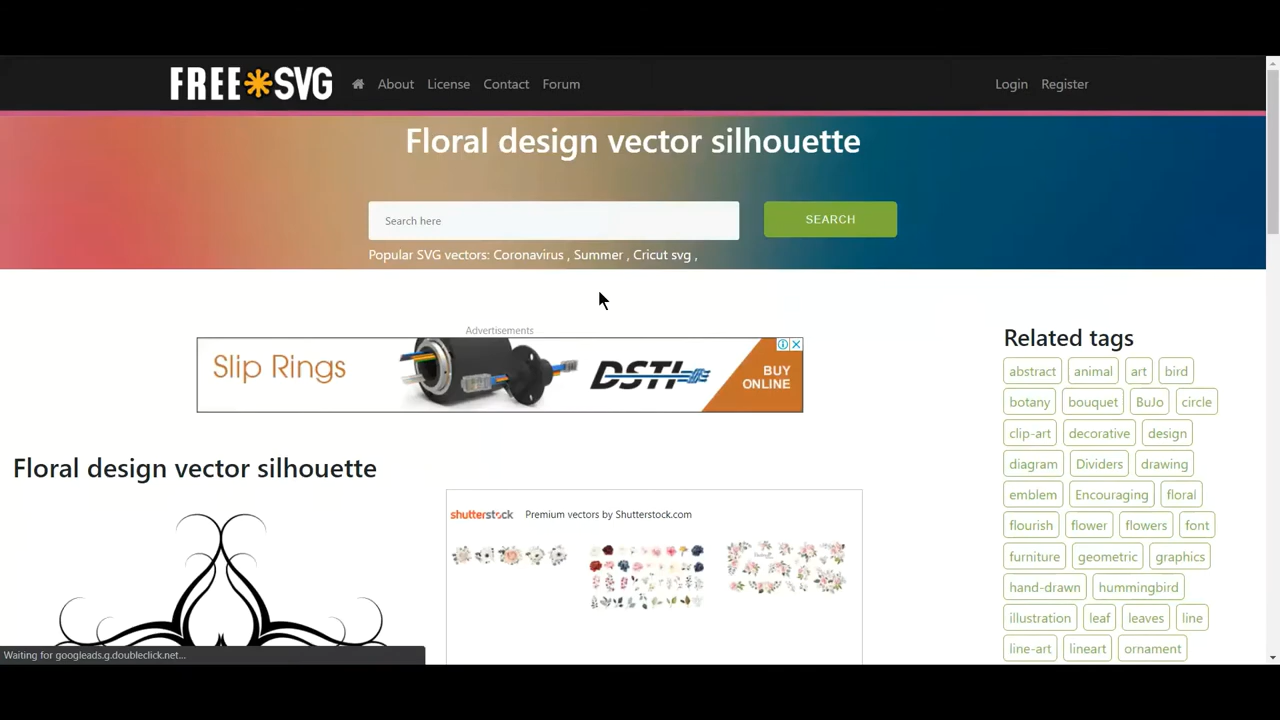 FREE SVG About License Contact Forum Login Register
Floral design vector silhouette
Search here SEARCH
Popular SVG vectors: Coronavirus , Summer , Cricut svg ,
Advertisements
Slip Rings DSTI BUY
ONLINE
Floral design vector silhouette
shutterstock Premium vectors by Shutterstock.com
Related tags
abstract animal art bird
botany bouquet BuJo circle
clip-art decorative design
diagram Dividers drawing
emblem Encouraging floral
flourish flower flowers font
furniture geometric graphics
hand-drawn hummingbird
illustration leaf leaves line
line-art lineart ornament
Waiting for googleads.g.doubleclick.net...